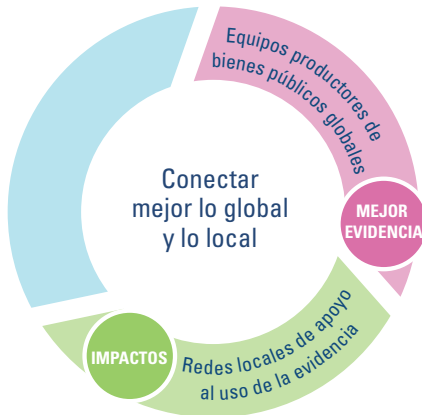 Equipos productores de
bienes públicos globales
Conectar
mejor lo global
y lo local
MEJOR
EVIDENCIA
Redes locales de apoyo
al uso de la evidencia
IMPACTOS